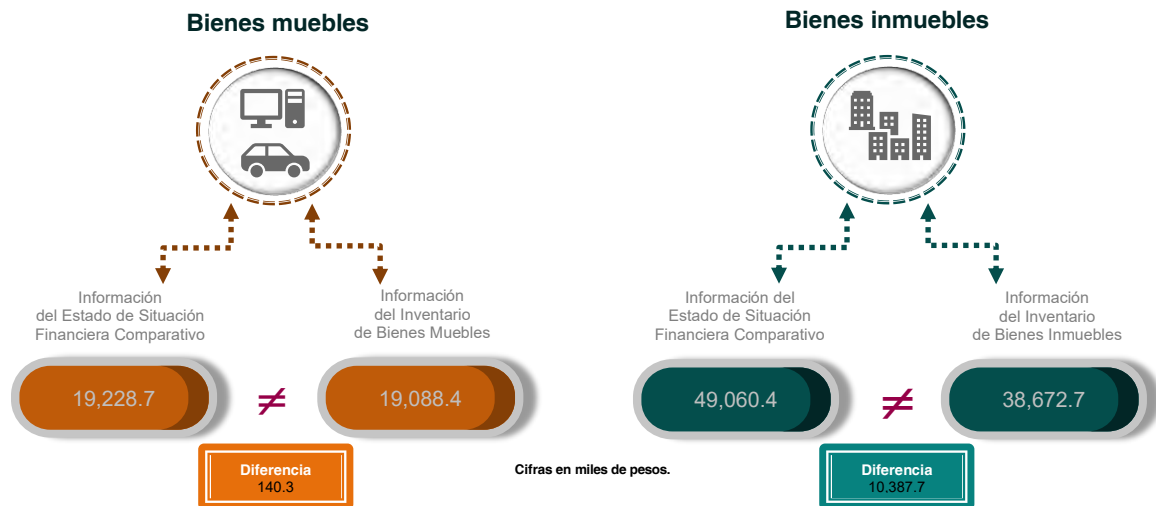 Bienes muebles
Información
del Estado de Situación
Financiera Comparativo
Información
del Inventario
de Bienes Muebles
19,228.7
≠
19,088.4
Diferencia
140.3
Cifras en miles de pesos.
Bienes inmuebles
Información del
Estado de Situación
Financiera Comparativo
Información
del Inventario
de Bienes Inmuebles
49,060.4
≠
38,672.7
Diferencia
10,387.7